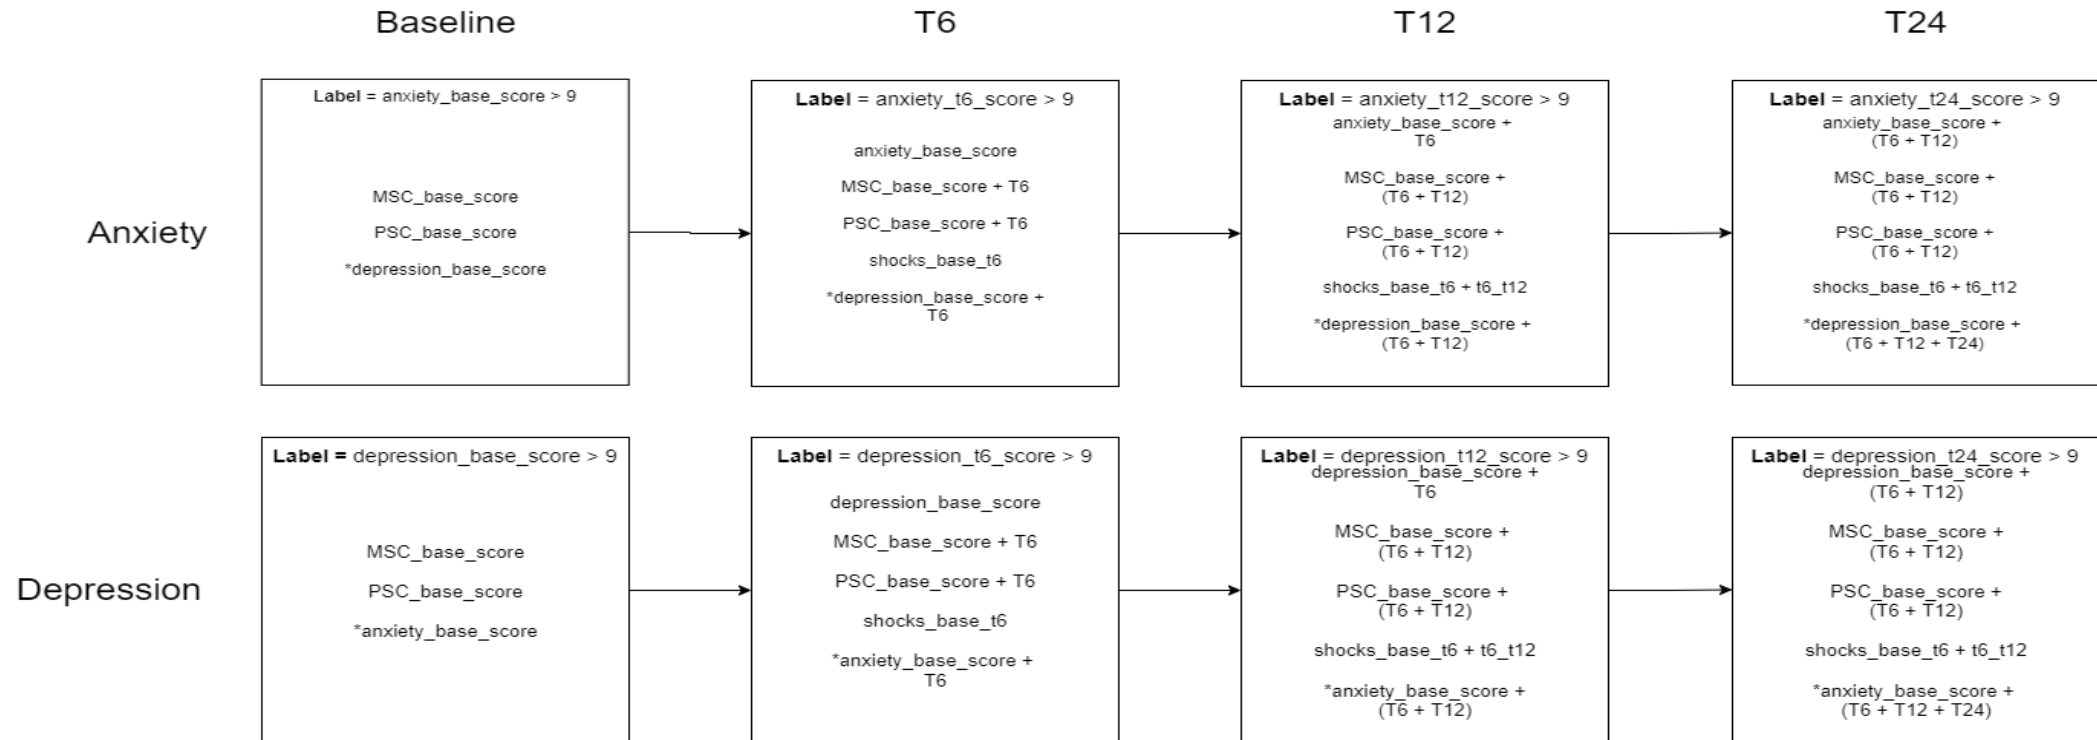 Baseline
T6
T12
T24
Anxiety
Label = anxiety_base_score > 9
MSC_base_score
PSC_base_score
*depression_base_score
Label = anxiety_t6_score > 9
anxiety_base_score
MSC_base_score + T6
PSC_base_score + T6
shocks_base_t6
*depression_base_score +
T6
Label = anxiety_t12_score > 9
anxiety_base_score +
T6
MSC_base_score +
(T6 + T12)
PSC_base_score +
(T6 + T12)
shocks_base_t6 + t6_t12
*depression_base_score +
(T6 + T12)
Label = anxiety_t24_score > 9
anxiety_base_score +
(T6 + T12)
MSC_base_score +
(T6 + T12)
PSC_base_score +
(T6 + T12)
shocks_base_t6 + t6_t12
*depression_base_score +
(T6 + T12 + T24)
Depression
Label = depression_base_score > 9
MSC_base_score
PSC_base_score
*anxiety_base_score
Label = depression_t6_score > 9
depression_base_score
MSC_base_score + T6
PSC_base_score + T6
shocks_base_t6
*anxiety_base_score +
T6
Label = depression_t12_score > 9
depression_base_score +
T6
MSC_base_score +
(T6 + T12)
PSC_base_score +
(T6 + T12)
shocks_base_t6 + t6_t12
*anxiety_base_score +
(T6 + T12)
Label = depression_t24_score > 9
depression_base_score +
(T6 + T12)
MSC_base_score +
(T6 + T12)
PSC_base_score +
(T6 + T12)
shocks_base_t6 + t6_t12
*anxiety_base_score +
(T6 + T12 + T24)